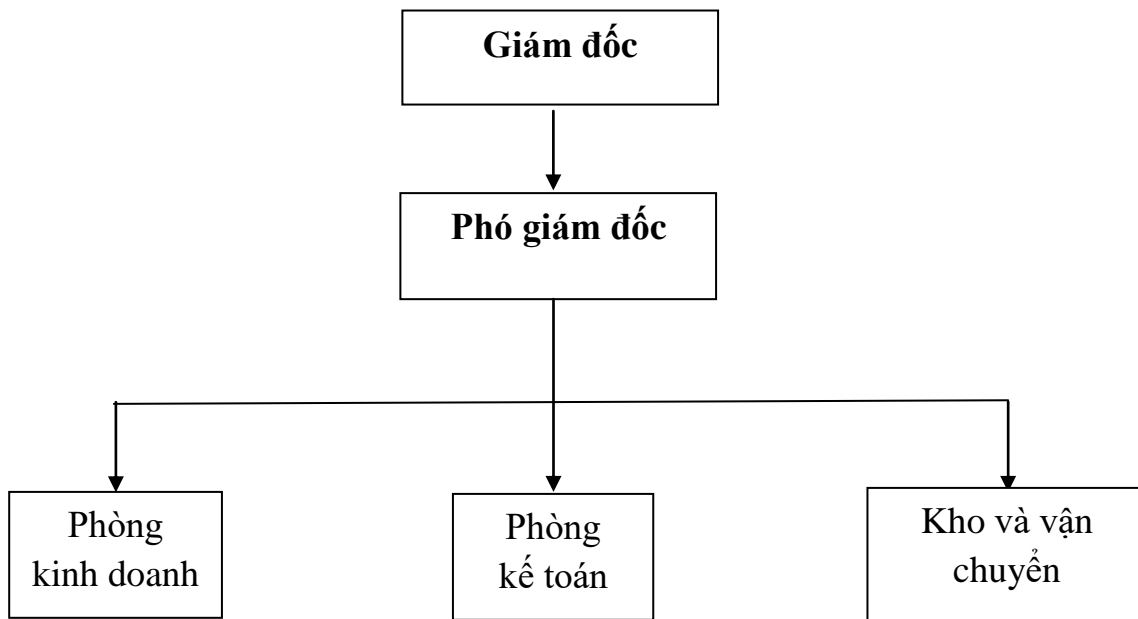 Giám đốc
Phó giám đốc
Phòng
kinh doanh
Phòng
kế toán
Kho và vận
chuyển